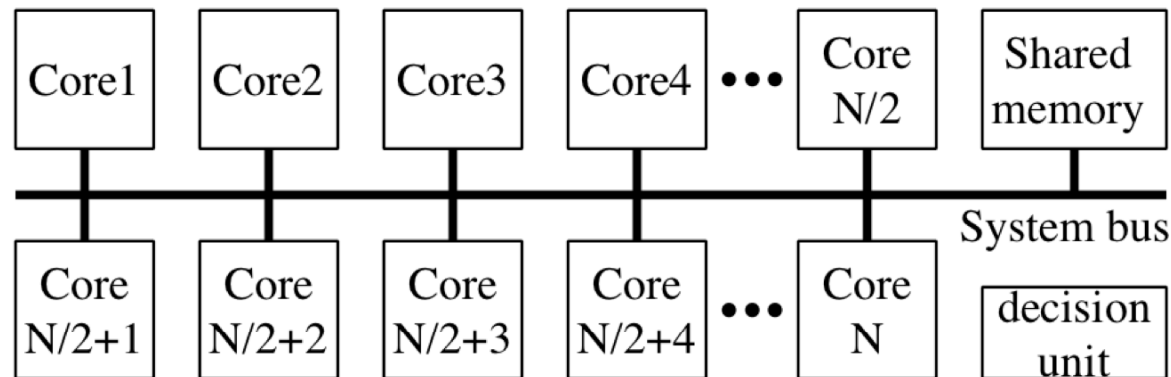 Core1
Core2
Core3
Core4
•••
Core
N/2
Shared
memory
System bus
Core
N/2+1
Core
N/2+2
Core
N/2+3
Core
N/2+4
•••
Core
N
decision
unit